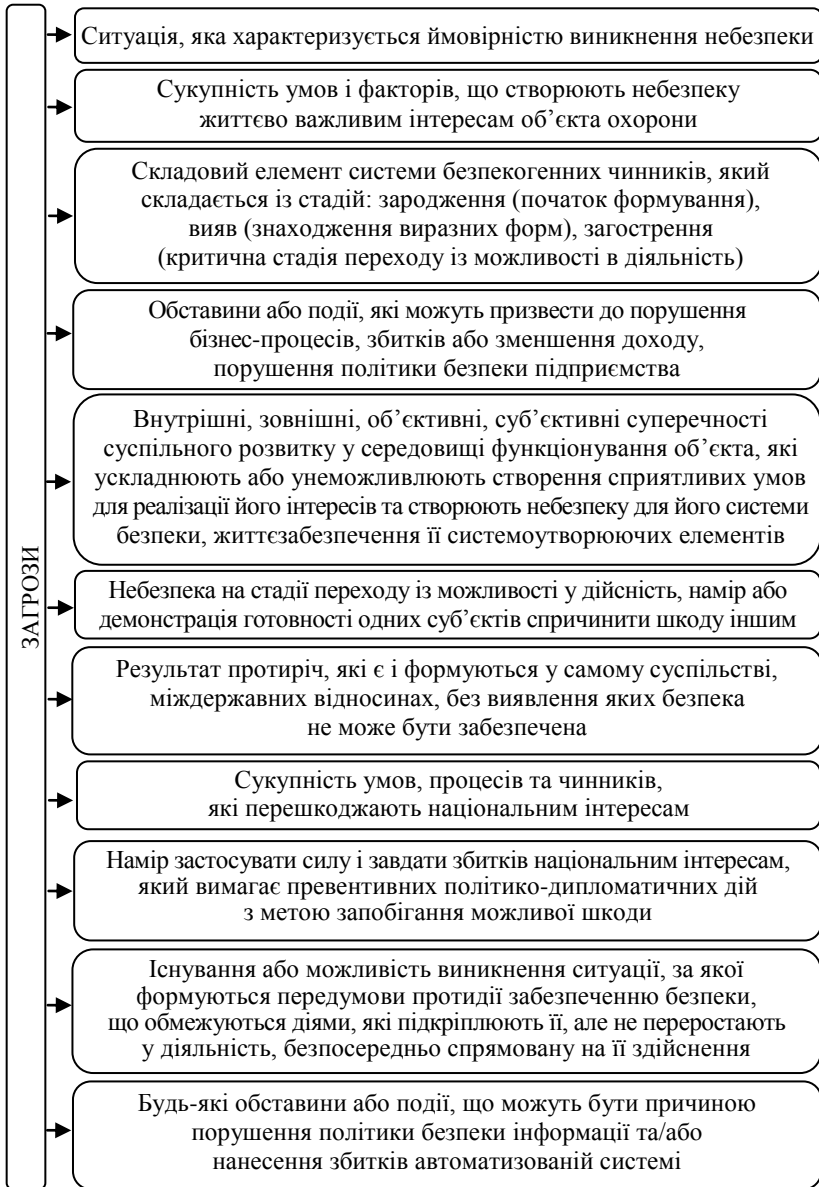 ЗАГРОЗИ
Ситуація, яка характеризується ймовірністю виникнення небезпеки
Сукупність умов і факторів, що створюють небезпеку
життєво важливим інтересам об’єкта охорони
Складовий елемент системи безпекогенних чинників, який
складається із стадій: зародження (початок формування),
вияв (знаходження виразних форм), загострення
(критична стадія переходу із можливості в діяльність)
Обставини або події, які можуть призвести до порушення
бізнес-процесів, збитків або зменшення доходу,
порушення політики безпеки підприємства
Внутрішні, зовнішні, об’єктивні, суб’єктивні суперечності
суспільного розвитку у середовищі функціонування об’єкта, які
ускладнюють або унеможливлюють створення сприятливих умов
для реалізації його інтересів та створюють небезпеку для його системи
безпеки, життєзабезпечення її системоутворюючих елементів
Небезпека на стадії переходу із можливості у дійсність, намір або
демонстрація готовності одних суб’єктів спричинити шкоду іншим
Результат протиріч, які є і формуються у самому суспільстві,
міждержавних відносинах, без виявлення яких безпека
не може бути забезпечена
Сукупність умов, процесів та чинників,
які перешкоджають національним інтересам
Намір застосувати силу і завдати збитків національним інтересам,
який вимагає превентивних політико-дипломатичних дій
з метою запобігання можливої шкоди
Існування або можливість виникнення ситуації, за якої
формуються передумови протидії забезпеченню безпеки,
що обмежуються діями, які підкріплюють її, але не переростають
у діяльність, безпосередньо спрямовану на її здійснення
Будь-які обставини або події, що можуть бути причиною
порушення політики безпеки інформації та/або
нанесення збитків автоматизованій системі